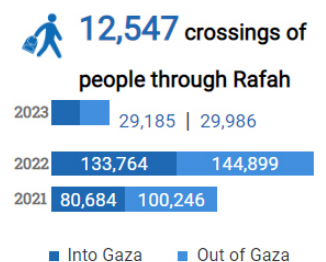 12,547 crossings of
people through Rafah
2023 29,185 | 29,986
2022 133,764 144,899
2021 80,684 100,246
Into Gaza Out of Gaza